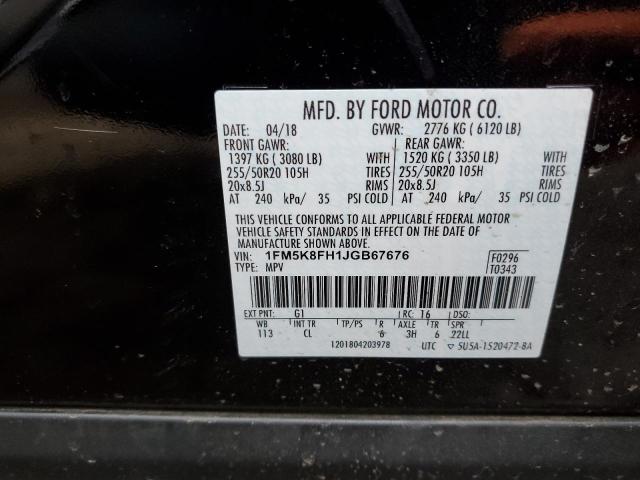 MFD. BY FORD MOTOR CO.
DATE: 04/18 GVWR: 2776 KG ( 6120 LB)
FRONT GAWR: REAR GAWR:
1397 KG ( 3080 LB) WITH 1520 KG ( 3350 LB) WITH
255/50R20 105H TIRES 255/50R20 105H TIRES
20x8.5J RIMS 20x8.5J RIMS
AT 240 kPa/ 35 PSI COLD AT 240 kPa/ 35 PSI COLD
THIS VEHICLE CONFORMS TO ALL APPLICABLE FEDERAL MOTOR
VEHICLE SAFETY STANDARDS IN EFFECT ON THE DATE OF
MANUFACTURE SHOWN ABOVE.
VIN: 1FM5K8FH1JGB67676 F0296
TYPE: MPV T0343
EXT PNT: G1 RC: 16 DSO:
WB INT TR TP/PS R AXLE TR SPR
113 CL 6 3H 6 22LL
1201804203978 UTC ▽ 5U5A-1520472-BA